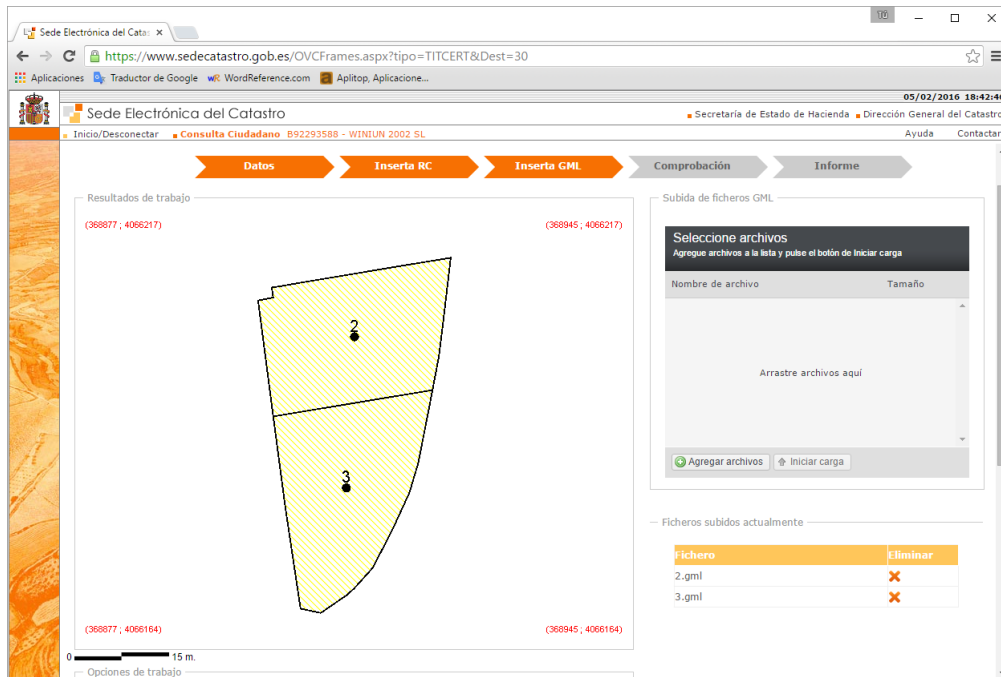 Tú
Sede Electrónica del Catas
https://www.sedecatastro.gob.es/OVCFrames.aspx?tipo=TITCERT&Dest=30
Aplicaciones Traductor de Google WordReference.com Aplitop, Aplicacione...
05/02/2016 18:42:46
Sede Electrónica del Catastro
Secretaría de Estado de Hacienda Dirección General del Catastro
Inicio/Desconectar Consulta Ciudadano B92293588 - WINIUN 2002 SL
Ayuda Contactar
Datos Inserta RC Inserta GML Comprobación Informe
Resultados de trabajo
(368877 ; 4066217) (368945 ; 4066217)
2
3
(368877 ; 4066164) (368945 ; 4066164)
0 15 m.
Opciones de trabajo
Subida de ficheros GML
Seleccione archivos
Agregue archivos a la lista y pulse el botón de Iniciar carga
Nombre de archivo Tamaño
Arrastre archivos aquí
Agregar archivos Iniciar carga
Ficheros subidos actualmente
Fichero Eliminar
2.gml
3.gml